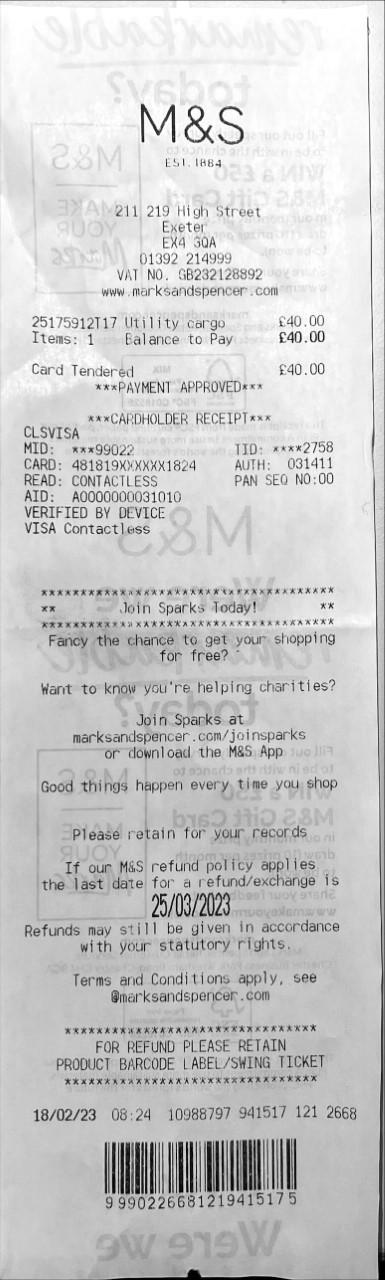 M&S
EST. 1884
211 219 High Street
Exeter
EX4 3QA
01392 214999
VAT NO. GB232128892
www.marksandspencer.com
25175912T17 Utility cargo £40.00
Items: 1 Balance to Pay £40.00
Card Tendered £40.00
***PAYMENT APPROVED***
***CARDHOLDER RECEIPT***
CLSVISA
MID: ***99022 TID: ****2758
CARD: 481819XXXXXX1824 AUTH: 031411
READ: CONTACTLESS PAN SEQ NO:00
AID: A0000000031010
VERIFIED BY DEVICE
VISA Contactless
**************************************
** Join Sparks Today! **
**************************************
Fancy the chance to get your shopping
for free?
Want to know you're helping charities?
Join Sparks at
marksandspencer.com/joinsparks
or download the M&S App
Good things happen every time you shop
Please retain for your records
If our M&S refund policy applies
the last date for a refund/exchange is
25/03/2023
Refunds may still be given in accordance
with your statutory rights.
Terms and Conditions apply, see
@marksandspencer.com
********************************
FOR REFUND PLEASE RETAIN
PRODUCT BARCODE LABEL/SWING TICKET
********************************
18/02/23 08:24 10988797 941517 121 2668
9990226681219415175